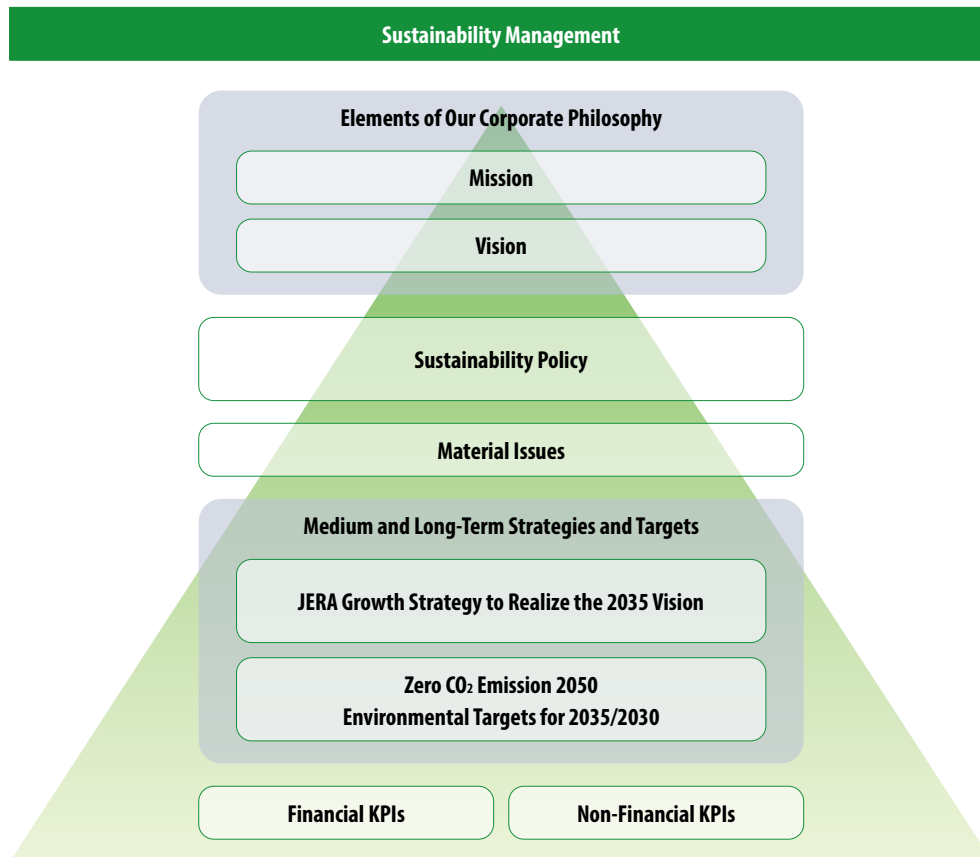 Sustainability Management
Elements of Our Corporate Philosophy
Mission
Vision
Sustainability Policy
Material Issues
Medium and Long-Term Strategies and Targets
JERA Growth Strategy to Realize the 2035 Vision
Zero CO₂ Emission 2050
Environmental Targets for 2035/2030
Financial KPIs
Non-Financial KPIs